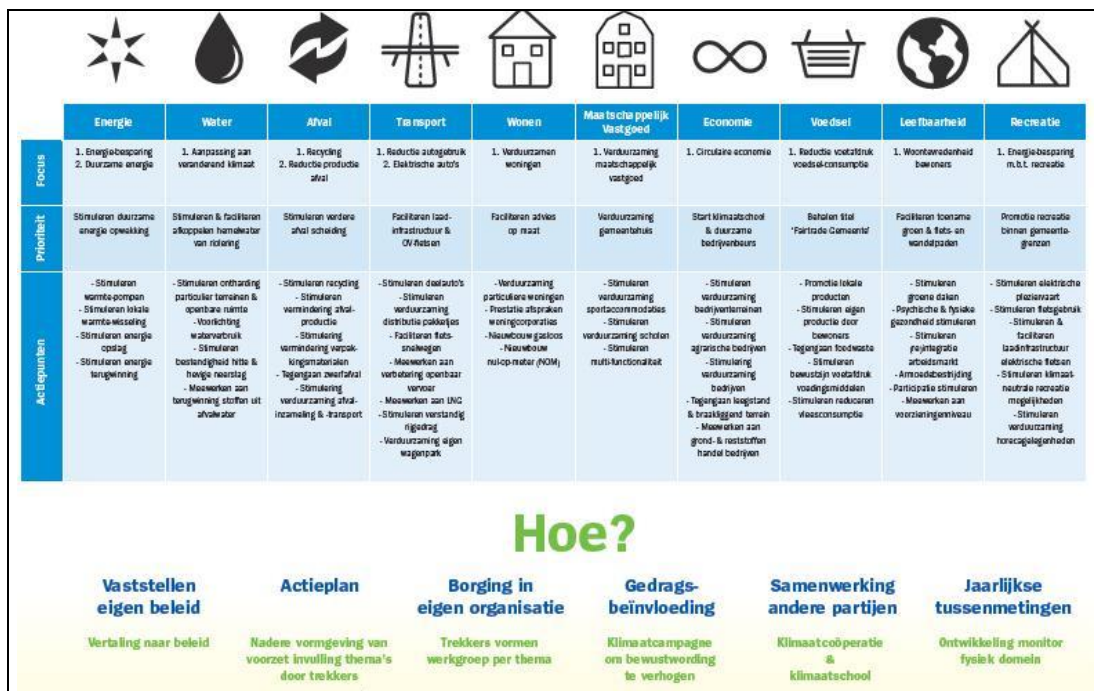 Energie
Water
Afval
Transport
Wonen
Maatschappelijk
Vastgoed
Economie
Voedsel
Leefbaarheid
Recreatie
Focus
1. Energie-besparing
2. Duurzame energie
1. Aanpassing aan
veranderend klimaat
1. Recycling
2. Reductie productie
afval
1. Reductie autogebruik
2. Elektrische auto's
1. Verduurzamen
woningen
1. Verduurzaming
maatschappelijk
vastgoed
1. Circulaire economie
1. Reductie voetafdruk
voedsel-consumptie
1. Woontevredenheid
bewoners
1. Energie-besparing
m.b.t. recreatie
Prioriteit
Stimuleren duurzame
energie opwekking
Stimuleren & faciliteren
afkoppelen hemelwater
van riolering
Stimuleren verdere
afval scheiding
Faciliteren laad-
infrastructuur &
OV-fietsen
Faciliteren advies
op maat
Verduurzaming
gemeentehuis
Start klimaatschool
& duurzame
bedrijvenbeurs
Behalen titel
'Fairtrade Gemeente'
Faciliteren toename
groen & fiets- en
wandelpaden
Promotie recreatie
binnen gemeente-
grenzen
Actiepunten
- Stimuleren
warmte-pompen
- Stimuleren lokale
warmte-wisseling
- Stimuleren energie
opslag
- Stimuleren energie
terugwinning
- Stimuleren ontharding
particulier terreinen &
openbare ruimte
- Voorlichting
waterverbruik
- Stimuleren
bestendigheid hitte &
hevige neerslag
- Meewerken aan
terugwinning stoffen uit
afvalwater
- Stimuleren recycling
- Stimuleren
vermindering afval-
productie
- Stimulering
vermindering verpak-
kingsmaterialen
- Tegengaan zwerfafval
- Stimulering
verduurzaming afval-
inzameling & -transport
- Stimuleren deelauto's
- Stimuleren
verduurzaming
distributie pakketjes
- Faciliteren fiets-
snelwegen
- Meewerken aan
verbetering openbaar
vervoer
- Meewerken aan LNG
- Stimuleren verstandig
rijgedrag
- Verduurzaming eigen
wagenpark
- Verduurzaming
particuliere woningen
- Prestatie afspraken
woningcorporaties
- Nieuwbouw gasloos
- Nieuwbouw
nul-op-meter (NOM)
- Stimuleren
verduurzaming
sportaccommodaties
- Stimuleren
verduurzaming scholen
- Stimuleren
multi-functionaliteit
- Stimuleren
verduurzaming
bedrijventerreinen
- Stimuleren
verduurzaming
agrarische bedrijven
- Stimulering
verduurzaming
bedrijven
- Tegengaan leegstand
& braakliggend terrein
- Meewerken aan
grond- & reststoffen
handel bedrijven
- Promotie lokale
producten
- Stimuleren eigen
productie door
bewoners
- Tegengaan foodwaste
- Stimuleren
bewustzijn voetafdruk
voedingsmiddelen
- Stimuleren reduceren
vleesconsumptie
- Stimuleren
groene daken
- Psychische & fysieke
gezondheid stimuleren
- Stimuleren
(re)integratie
arbeidsmarkt
- Armoedebestrijding
- Participatie stimuleren
- Meewerken aan
voorzieningenniveau
- Stimuleren elektrische
pleziervaart
- Stimuleren fietsgebruik
- Stimuleren &
faciliteren
laadinfrastructuur
elektrische fietsen
- Stimuleren klimaat-
neutrale recreatie
mogelijkheden
- Stimuleren
verduurzaming
horecagelegenheden
Hoe?
Vaststellen
eigen beleid
Vertaling naar beleid
Actieplan
Nadere vormgeving van
voorzet invulling thema's
door trekkers
Borging in
eigen organisatie
Trekkers vormen
werkgroep per thema
Gedrags-
beïnvloeding
Klimaatcampagne
om bewustwording
te verhogen
Samenwerking
andere partijen
Klimaatcoöperatie
&
klimaatschool
Jaarlijkse
tussenmetingen
Ontwikkeling monitor
fysiek domein